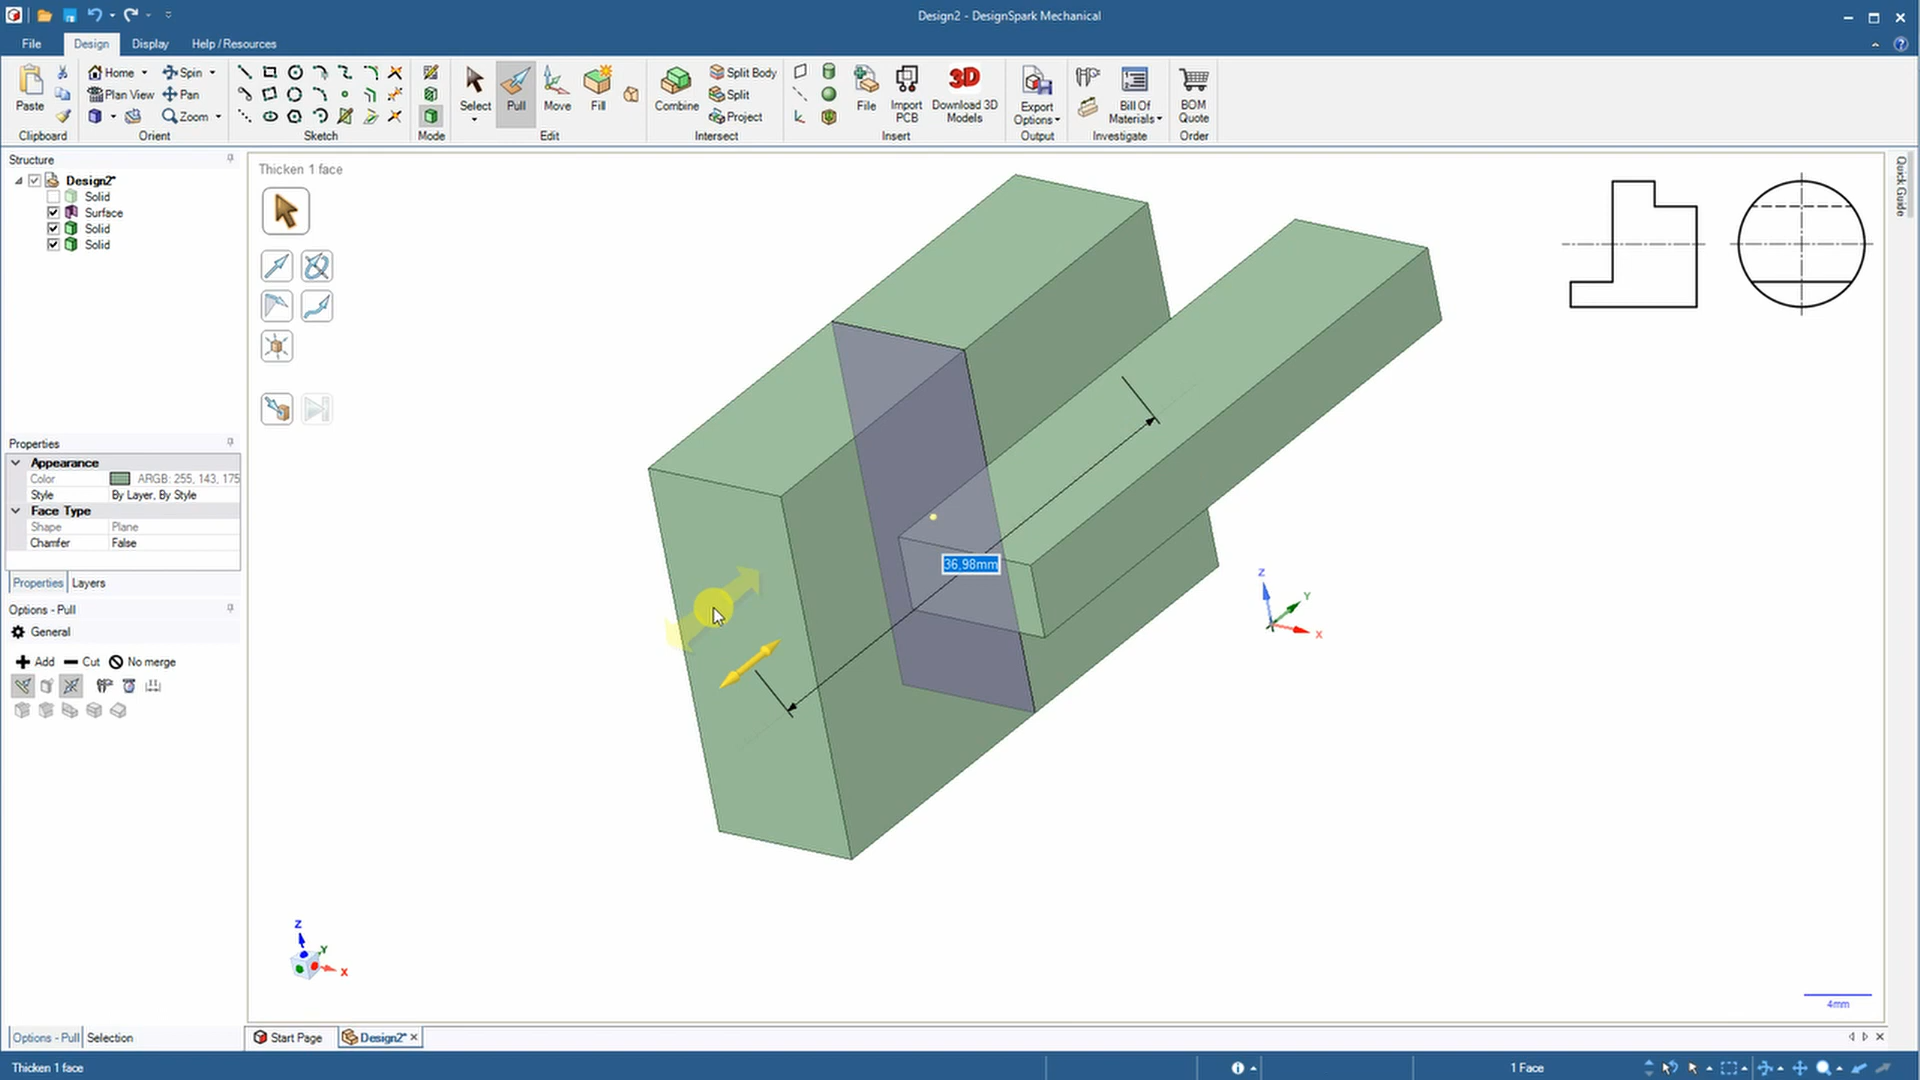 Design2 - DesignSpark Mechanical
File Design Display Help / Resources
Paste
Clipboard
Home Spin
Plan View Pan
Zoom
Orient
Sketch
Mode
Select Pull Move Fill
Edit
Combine
Split Body
Split
Project
Intersect
File Import PCB 3D Download 3D Models
Insert
Export Options
Output
Bill Of Materials
Investigate
BOM Quote
Order
Structure
Design2*
Solid
Surface
Solid
Solid
Thicken 1 face
Quick Guide
Properties
Appearance
Color ARGB: 255, 143, 175
Style By Layer, By Style
Face Type
Shape Plane
Chamfer False
Properties Layers
Options - Pull
General
Add Cut No merge
36,98mm
Z
Y
X
Z
Y
X
4mm
Options - Pull Selection
Start Page Design2*
Thicken 1 face
1 Face